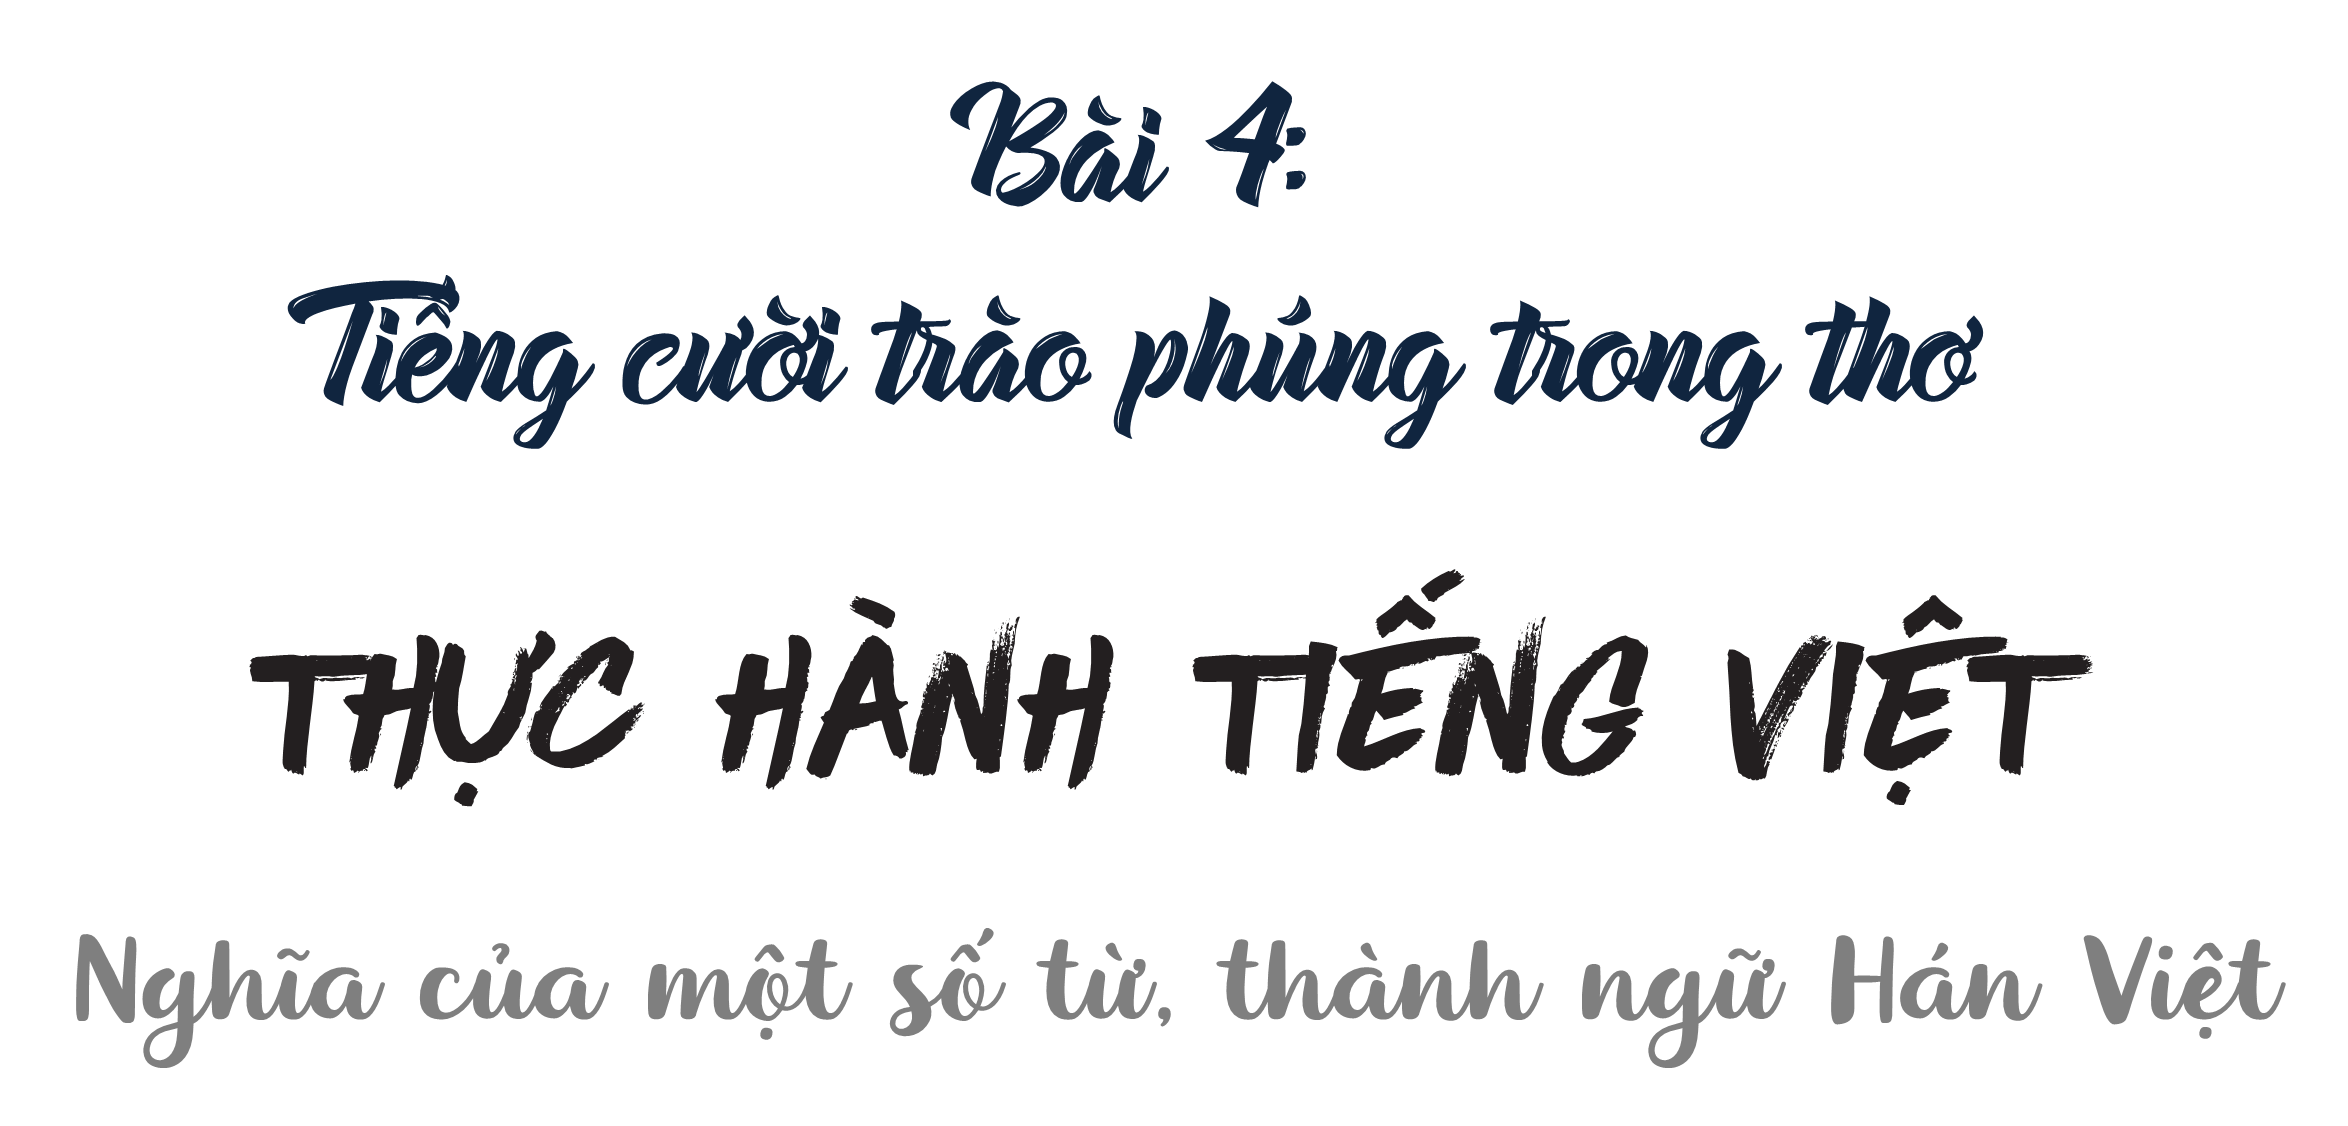 Bài 4:
Tiếng cười trào phúng trong thơ
THỰC HÀNH TIẾNG VIỆT
Nghĩa của một số từ, thành ngữ Hán Việt